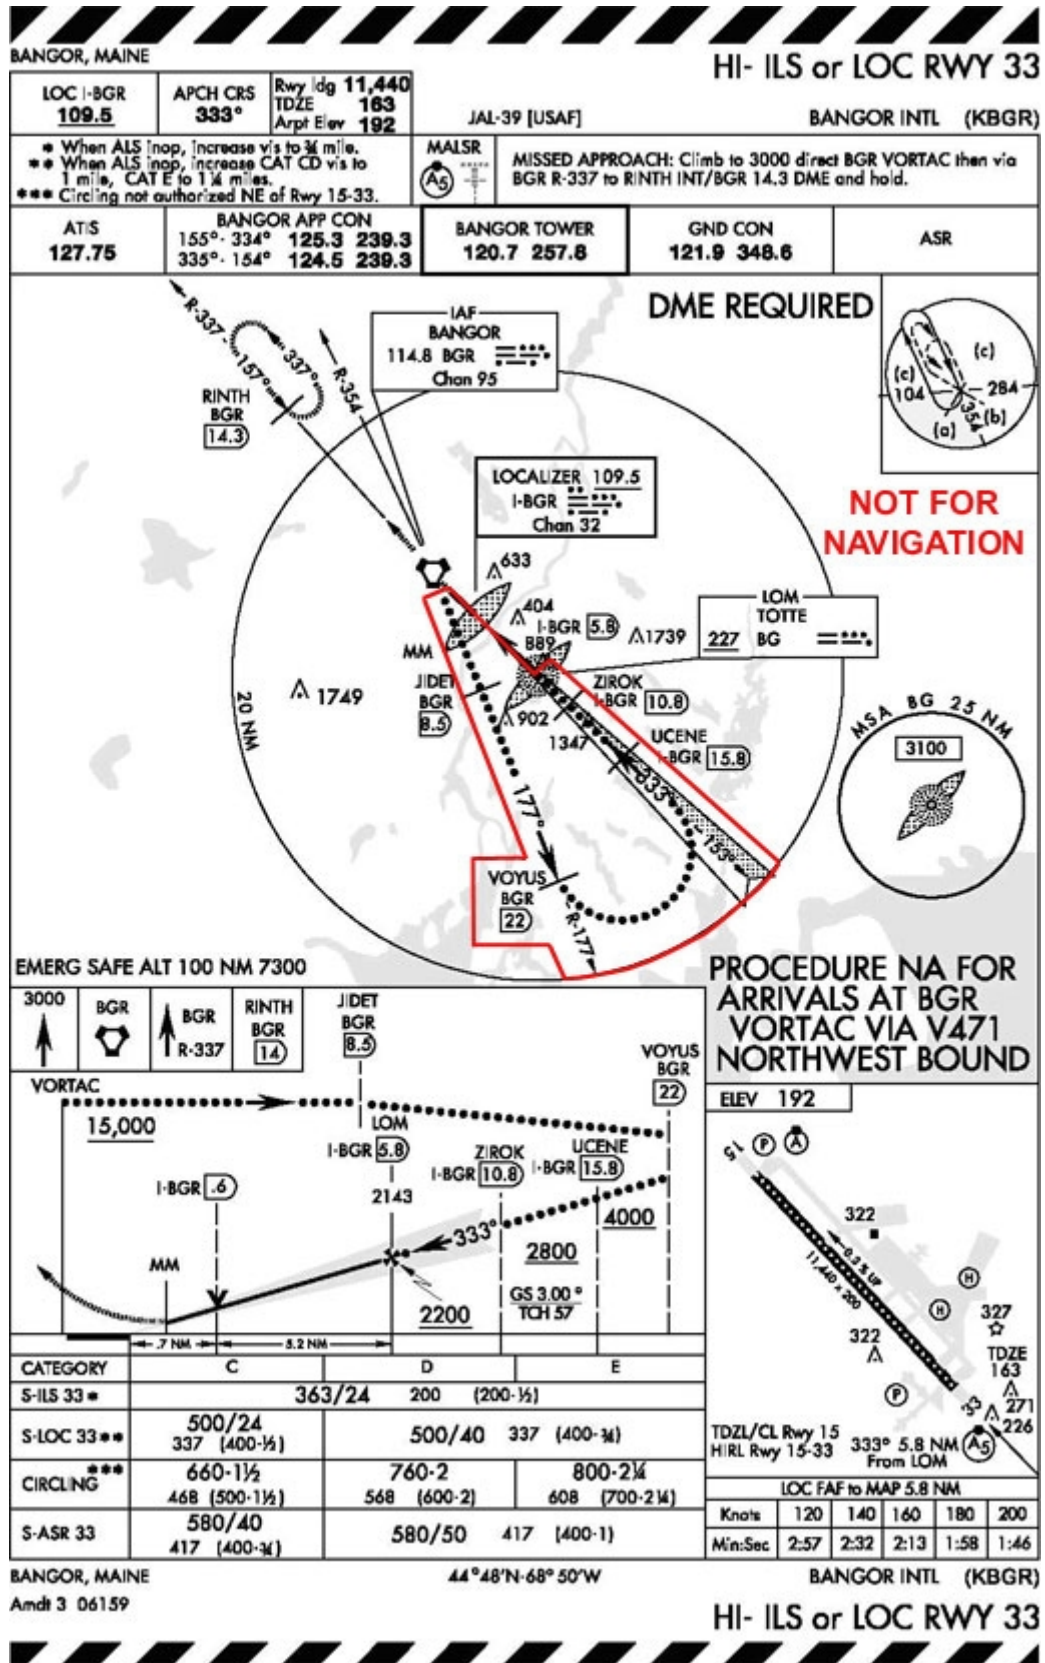 BANGOR, MAINE
HI- ILS or LOC RWY 33
LOC I-BGR
109.5
APCH CRS
333°
Rwy ldg 11,440
TDZE 163
Arpt Elev 192
JAL-39 [USAF]
BANGOR INTL (KBGR)
* When ALS inop, increase vis to ¾ mile.
** When ALS inop, increase CAT CD vis to
1 mile, CAT E to 1¼ miles.
*** Circling not authorized NE of Rwy 15-33.
MALSR
A5
MISSED APPROACH: Climb to 3000 direct BGR VORTAC then via
BGR R-337 to RINTH INT/BGR 14.3 DME and hold.
ATIS
127.75
BANGOR APP CON
155°- 334° 125.3 239.3
335°- 154° 124.5 239.3
BANGOR TOWER
120.7 257.8
GND CON
121.9 348.6
ASR
DME REQUIRED
IAF
BANGOR
114.8 BGR
Chan 95
R-337
157°
337°
R-354
RINTH
BGR
14.3
(c)
(c)
104
284
354
(a)
(b)
LOCALIZER 109.5
I-BGR
Chan 32
NOT FOR
NAVIGATION
633
404
I-BGR 5.8
889
1739
LOM
TOTTE
227 BG
MM
JIDET
BGR
8.5
ZIROK
I-BGR 10.8
902
1347
UCENE
I-BGR 15.8
1749
20 NM
177°
333°
153°
VOYUS
BGR
22
R-177
MSA BG 25 NM
3100
EMERG SAFE ALT 100 NM 7300
PROCEDURE NA FOR
ARRIVALS AT BGR
VORTAC VIA V471
NORTHWEST BOUND
3000
BGR
BGR
R-337
RINTH
BGR
14
JIDET
BGR
8.5
VOYUS
BGR
22
VORTAC
15,000
LOM
I-BGR 5.8
ZIROK
I-BGR 10.8
UCENE
I-BGR 15.8
I-BGR .6
2143
333°
4000
2800
MM
2200
GS 3.00°
TCH 57
.7 NM
5.2 NM
ELEV 192
15
P
A
322
0.2% UP
11,440 x 200
H
H
327
322
TDZE
163
P
271
33
226
TDZL/CL Rwy 15
HIRL Rwy 15-33
333° 5.8 NM
From LOM
A5
CATEGORY C D E
S-ILS 33 * 363/24 200 (200-½)
S-LOC 33 ** 500/24 337 (400-½) 500/40 337 (400-¾)
CIRCLING *** 660-1½ 468 (500-1½) 760-2 568 (600-2) 800-2¼ 608 (700-2¼)
S-ASR 33 580/40 417 (400-¾) 580/50 417 (400-1)
LOC FAF to MAP 5.8 NM
Knots 120 140 160 180 200
Min:Sec 2:57 2:32 2:13 1:58 1:46
BANGOR, MAINE
44°48'N-68°50'W
BANGOR INTL (KBGR)
Amdt 3 06159
HI- ILS or LOC RWY 33